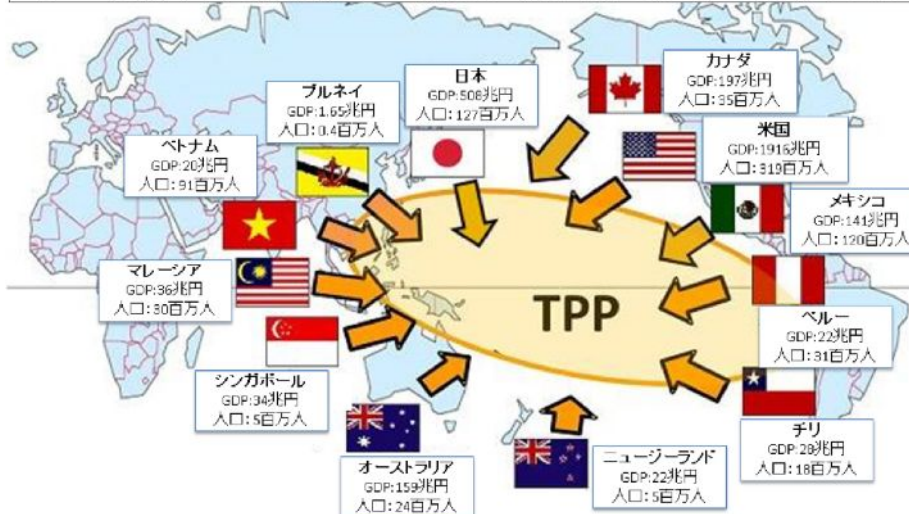 カナダ
GDP:197兆円
人口:35百万人
日本
GDP:508兆円
人口:127百万人
ブルネイ
GDP:1.65兆円
人口:0.4百万人
米国
GDP:1916兆円
人口:319百万人
ベトナム
GDP:20兆円
人口:91百万人
メキシコ
GDP:141兆円
人口:120百万人
マレーシア
GDP:36兆円
人口:30百万人
TPP
ペルー
GDP:22兆円
人口:31百万人
シンガポール
GDP:34兆円
人口:5百万人
チリ
GDP:28兆円
人口:18百万人
オーストラリア
GDP:159兆円
人口:24百万人
ニュージーランド
GDP:22兆円
人口:5百万人